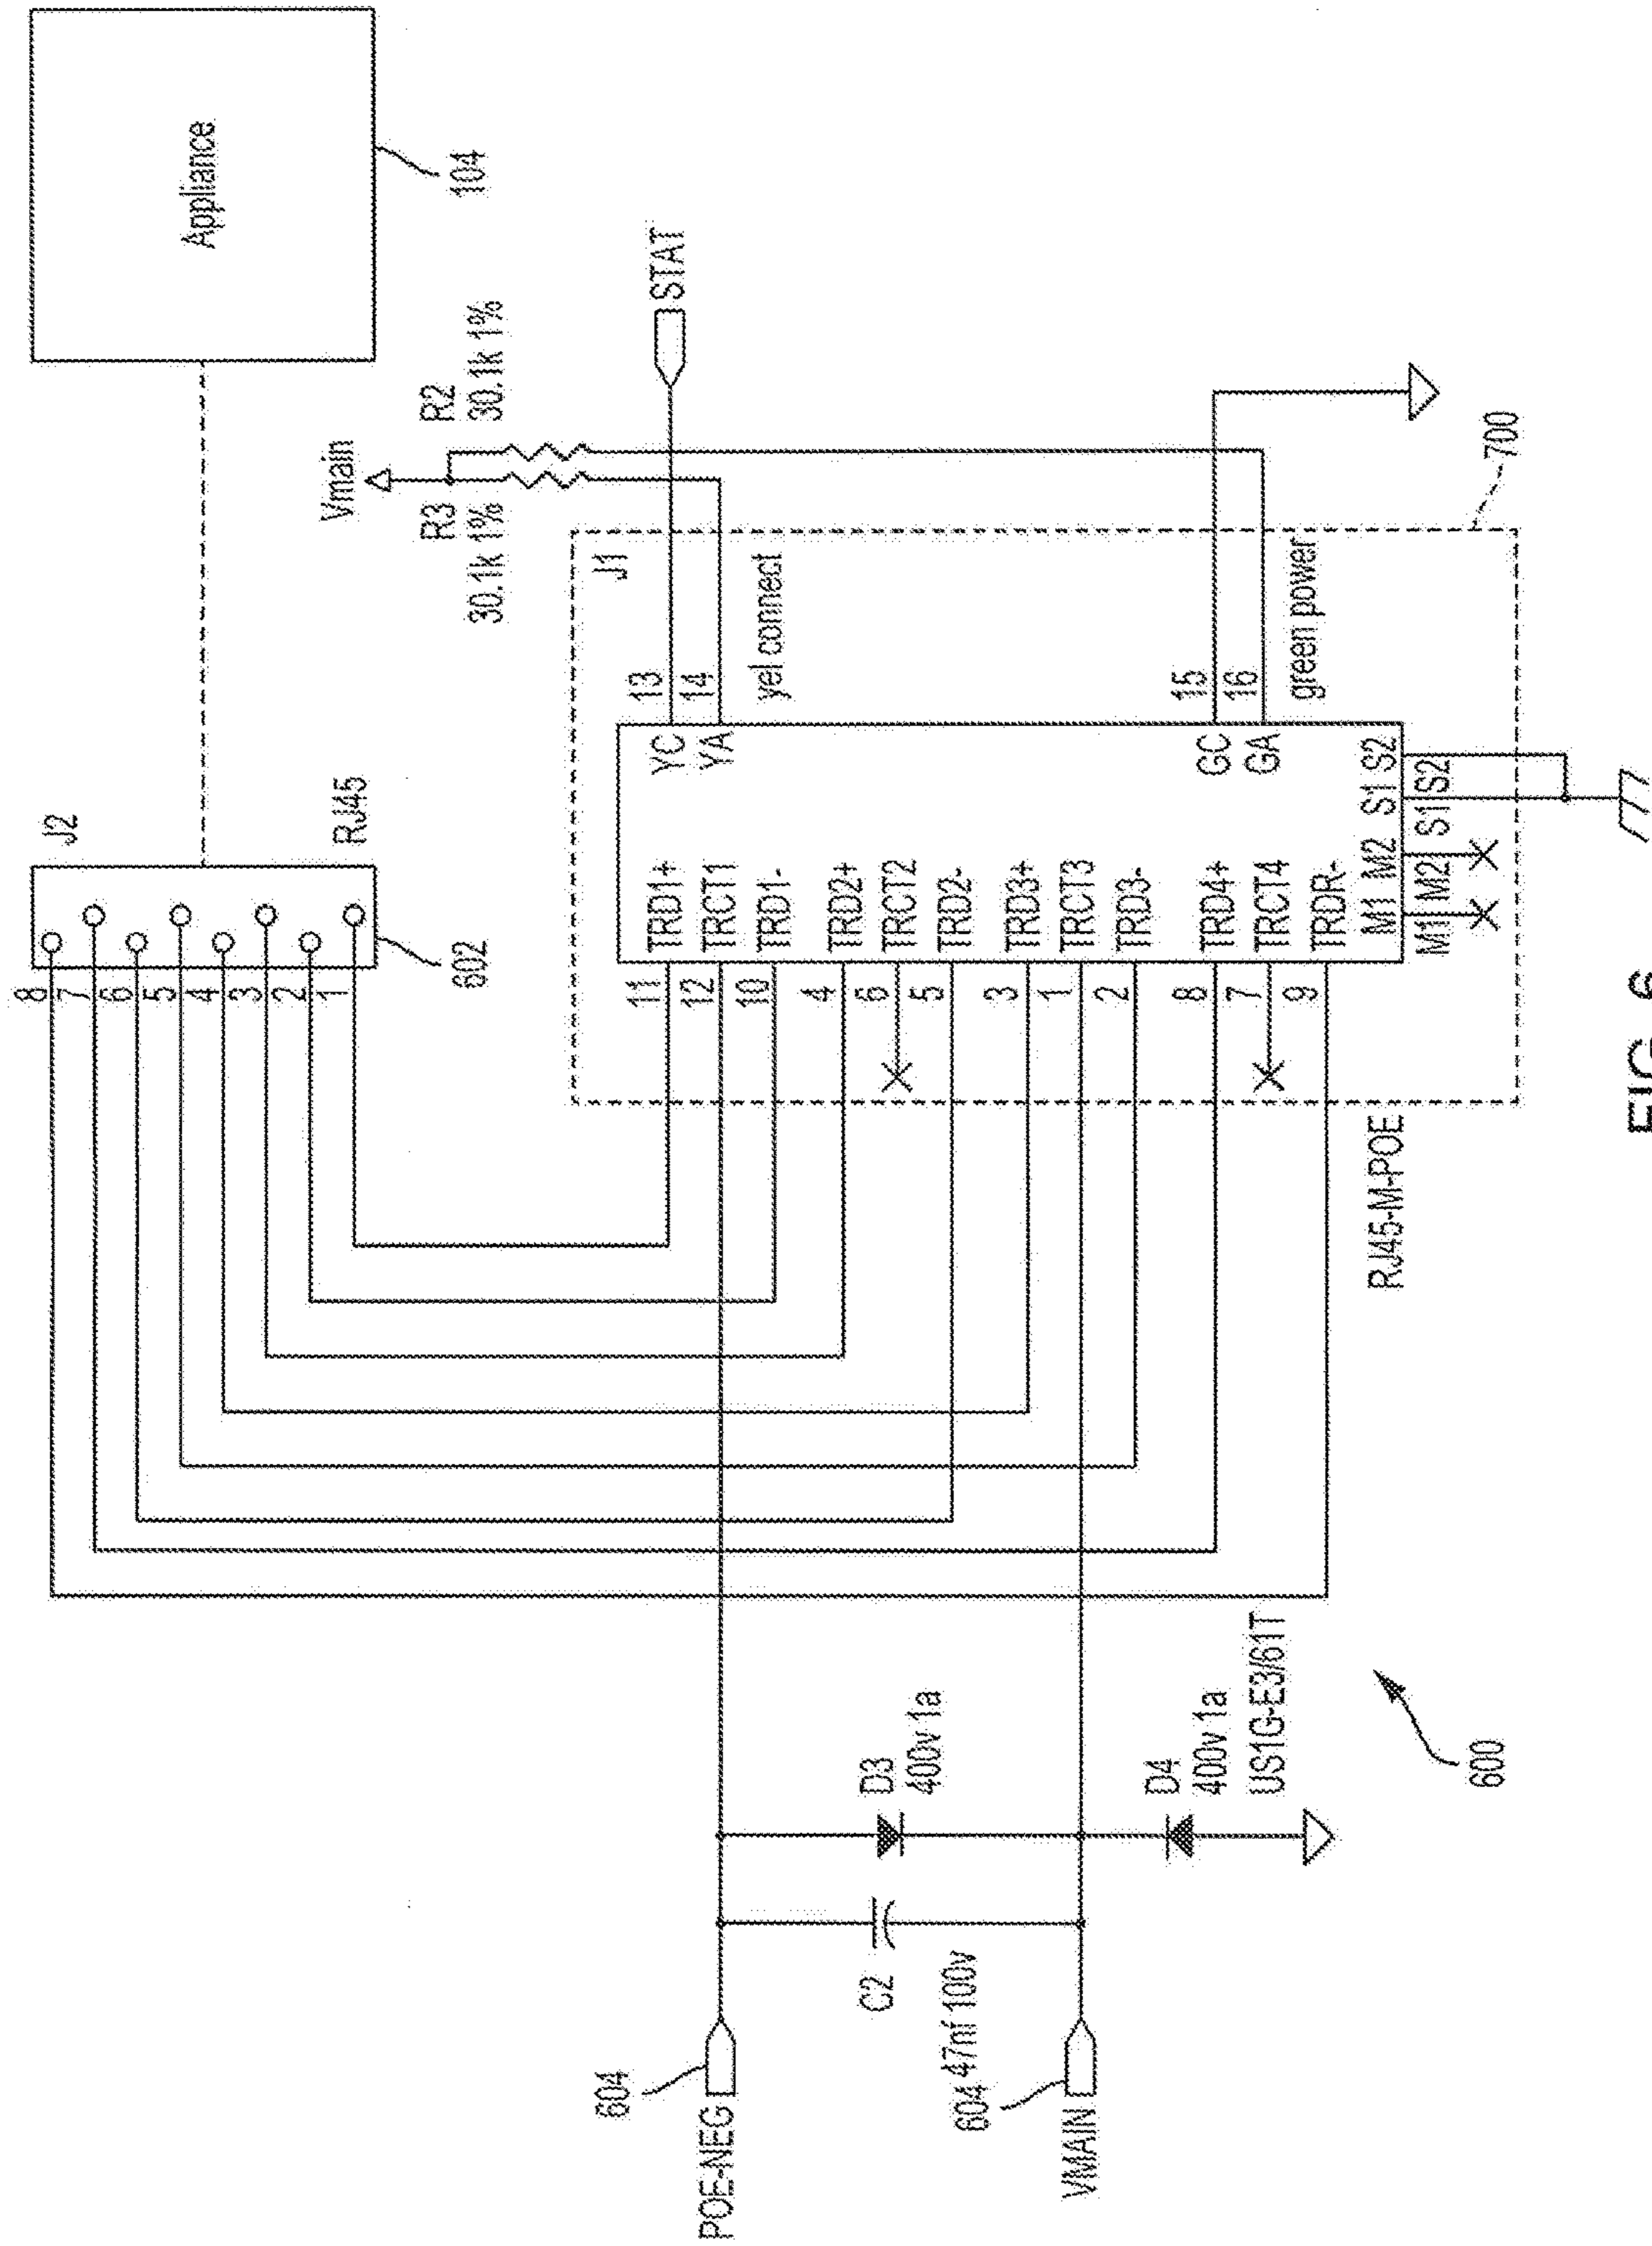 Appliance
104
J2
RJ45
8
7
6
5
4
3
2
1
602
Vmain
R2
30.1k 1%
R3
30.1k 1%
STAT
J1
13
14
yel connect
15
16
green power
700
YC
YA
GC
GA
TRD1+
TRCT1
TRD1-
TRD2+
TRCT2
TRD2-
TRD3+
TRCT3
TRD3-
TRD4+
TRCT4
TRDR-
M1 M2 S1 S2
M1 M2 S1 S2
11
12
10
4
6
5
3
1
2
8
7
9
RJ45-M-POE
D3
400v 1a
D4
400v 1a
US1G-E3/61T
C2
47nf 100v
604
POE-NEG
604
VMAIN
600
FIG. 6